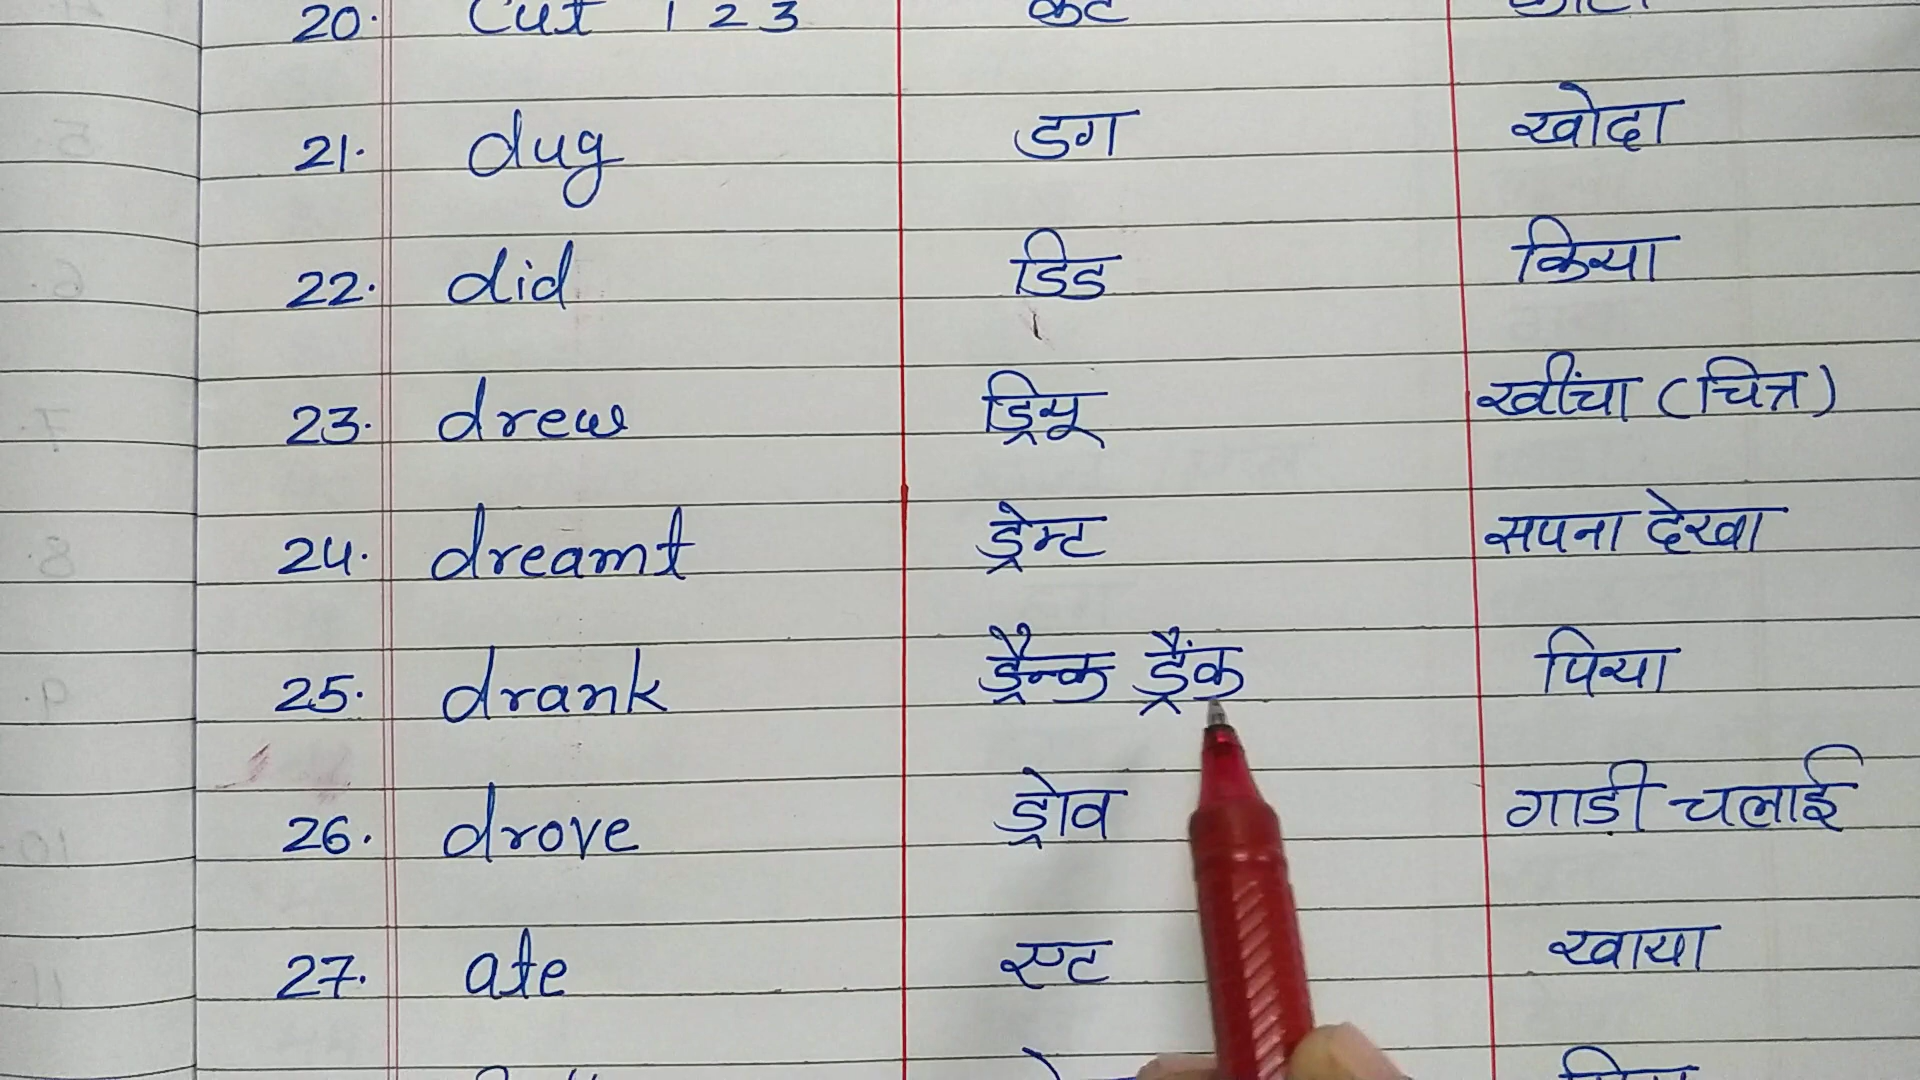 20. Cut 1 2 3 कट
21. dug डग खोदा
22. did डिड किया
23. drew ड्रियू खींचा (चित्र)
24. dreamt ड्रेम्ट सपना देखा
25. drank ड्रैन्क ड्रैंक पिया
26. drove ड्रोव गाड़ी चलाई
27. ate एट खाया